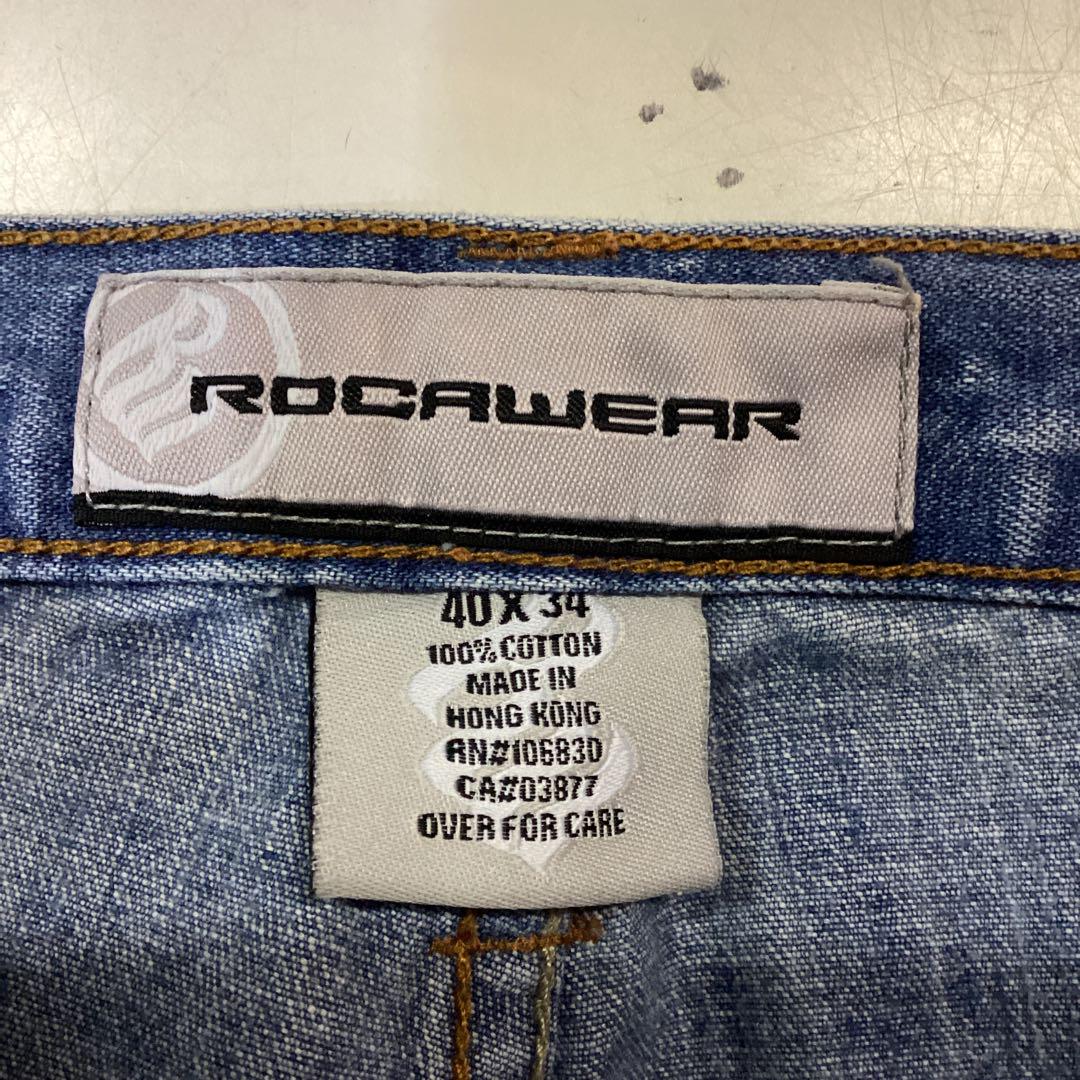 ROCAWEAR
40 X 34
100% COTTON
MADE IN
HONG KONG
RN#106830
CA#03877
OVER FOR CARE